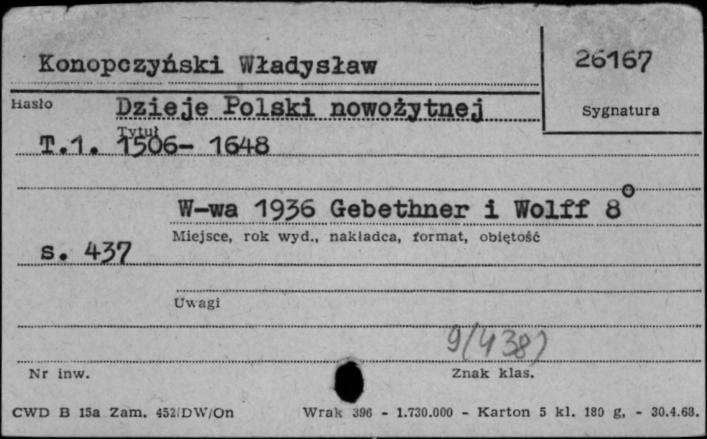 Konopczyński Władysław
26167
Hasło
Dzieje Polski nowożytnej
Sygnatura
Tytuł
T.1. 1506- 1648
W-wa 1936 Gebethner i Wolff 8°
Miejsce, rok wyd., nakładca, format, obiętość
s. 437
Uwagi
9/(438)
Nr inw.
Znak klas.
CWD B 15a Zam. 452/DW/On
Wrak 396 - 1.730.000 - Karton 5 kl. 180 g, - 30.4.68.